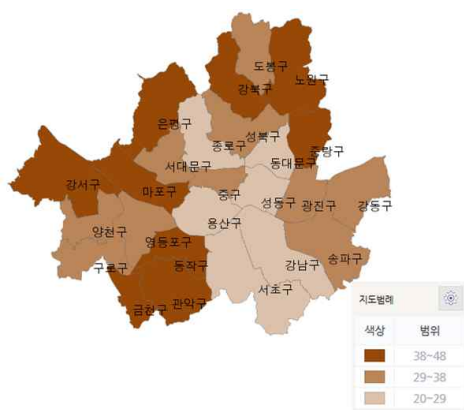 도봉구
노원구
강북구
은평구
성북구
종로구
중랑구
동대문구
서대문구
강서구
마포구
중구
성동구
광진구
강동구
용산구
양천구
영등포구
송파구
구로구
동작구
강남구
서초구
금천구
관악구
지도범례
색상 범위
38~48
29~38
20~29